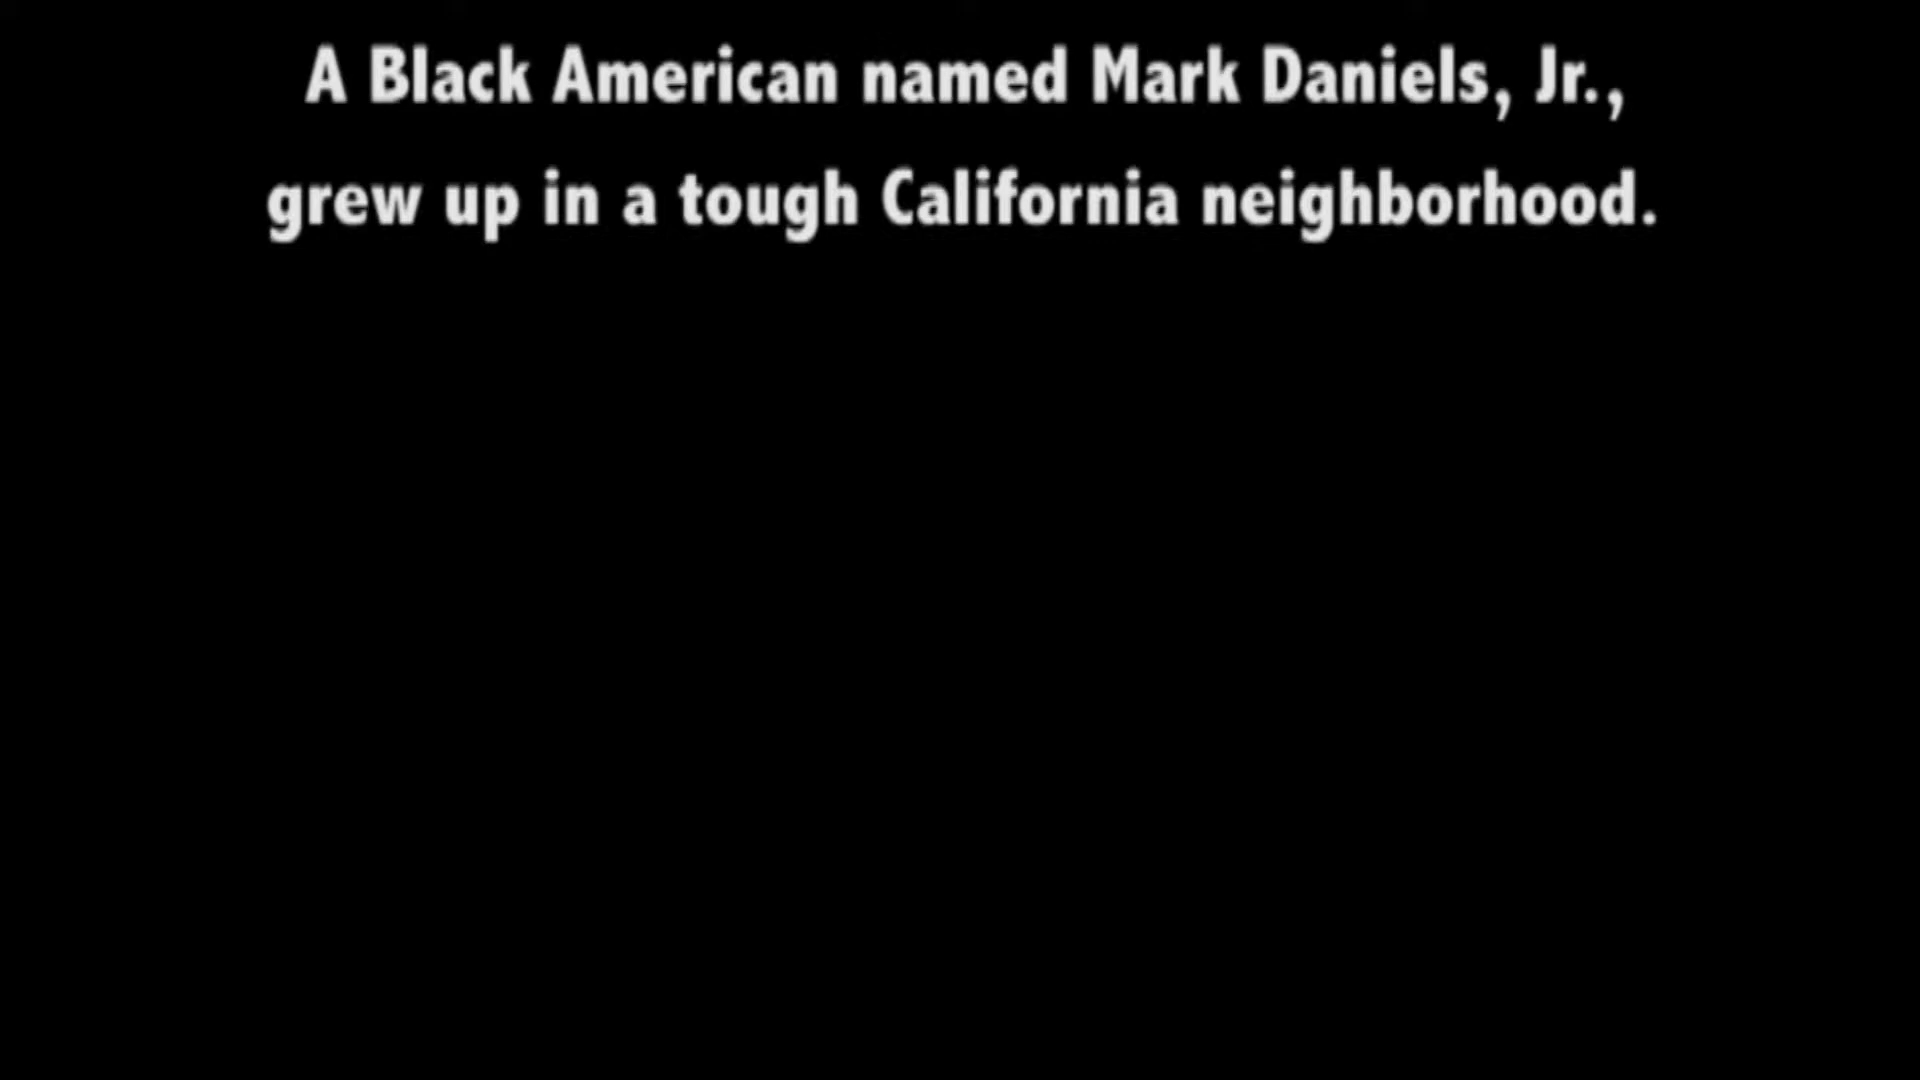 A Black American named Mark Daniels, Jr.,
grew up in a tough California neighborhood.